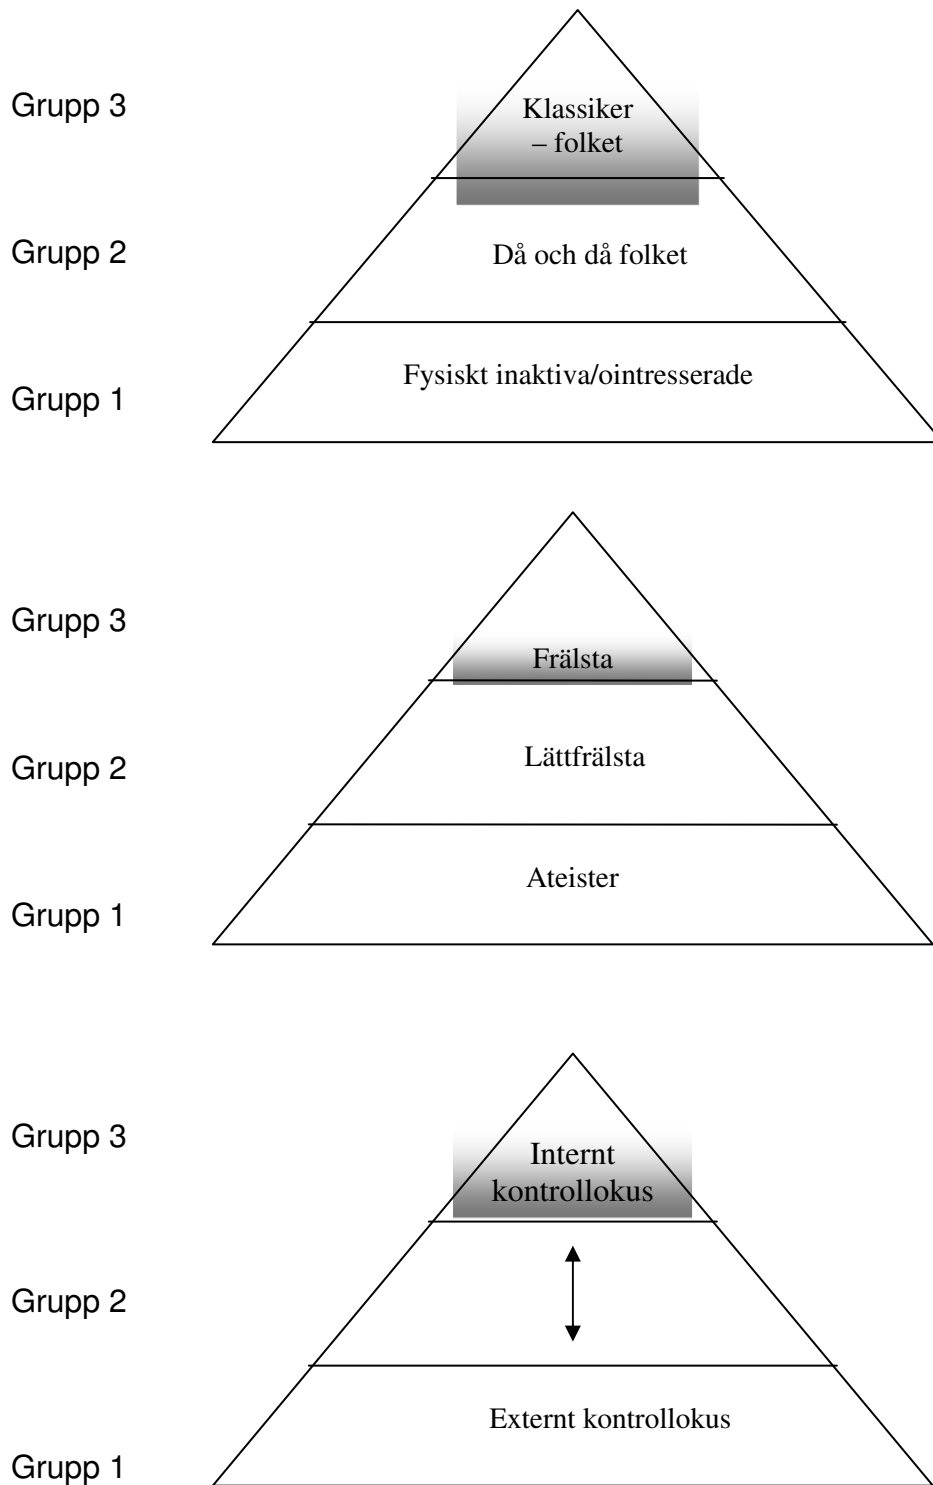 Grupp 3
Klassiker
– folket
Grupp 2
Då och då folket
Fysiskt inaktiva/ointresserade
Grupp 1
Grupp 3
Frälsta
Lättfrälsta
Grupp 2
Ateister
Grupp 1
Grupp 3
Internt
kontrollokus
Grupp 2
Externt kontrollokus
Grupp 1